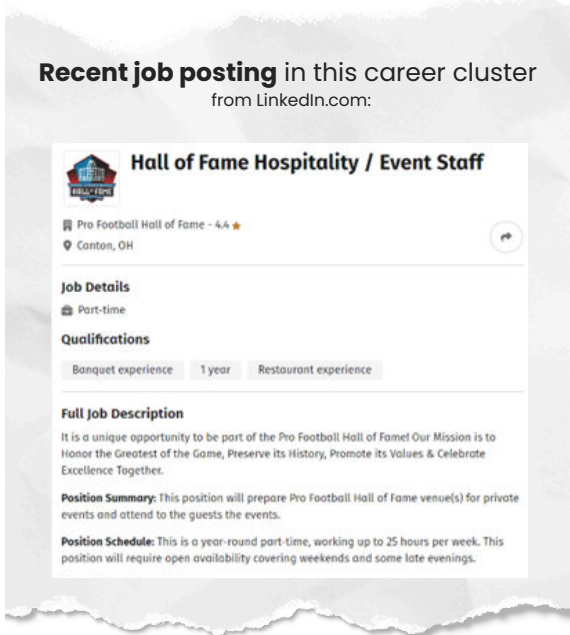 Recent job posting in this career cluster
from LinkedIn.com:
Hall of Fame Hospitality / Event Staff
HALL of FAME
Pro Football Hall of Fame - 4.4 ★
Canton, OH
Job Details
Part-time
Qualifications
Banquet experience
1 year
Restaurant experience
Full Job Description
It is a unique opportunity to be part of the Pro Football Hall of Fame! Our Mission is to
Honor the Greatest of the Game, Preserve its History, Promote its Values & Celebrate
Excellence Together.
Position Summary: This position will prepare Pro Football Hall of Fame venue(s) for private
events and attend to the guests the events.
Position Schedule: This is a year-round part-time, working up to 25 hours per week. This
position will require open availability covering weekends and some late evenings.